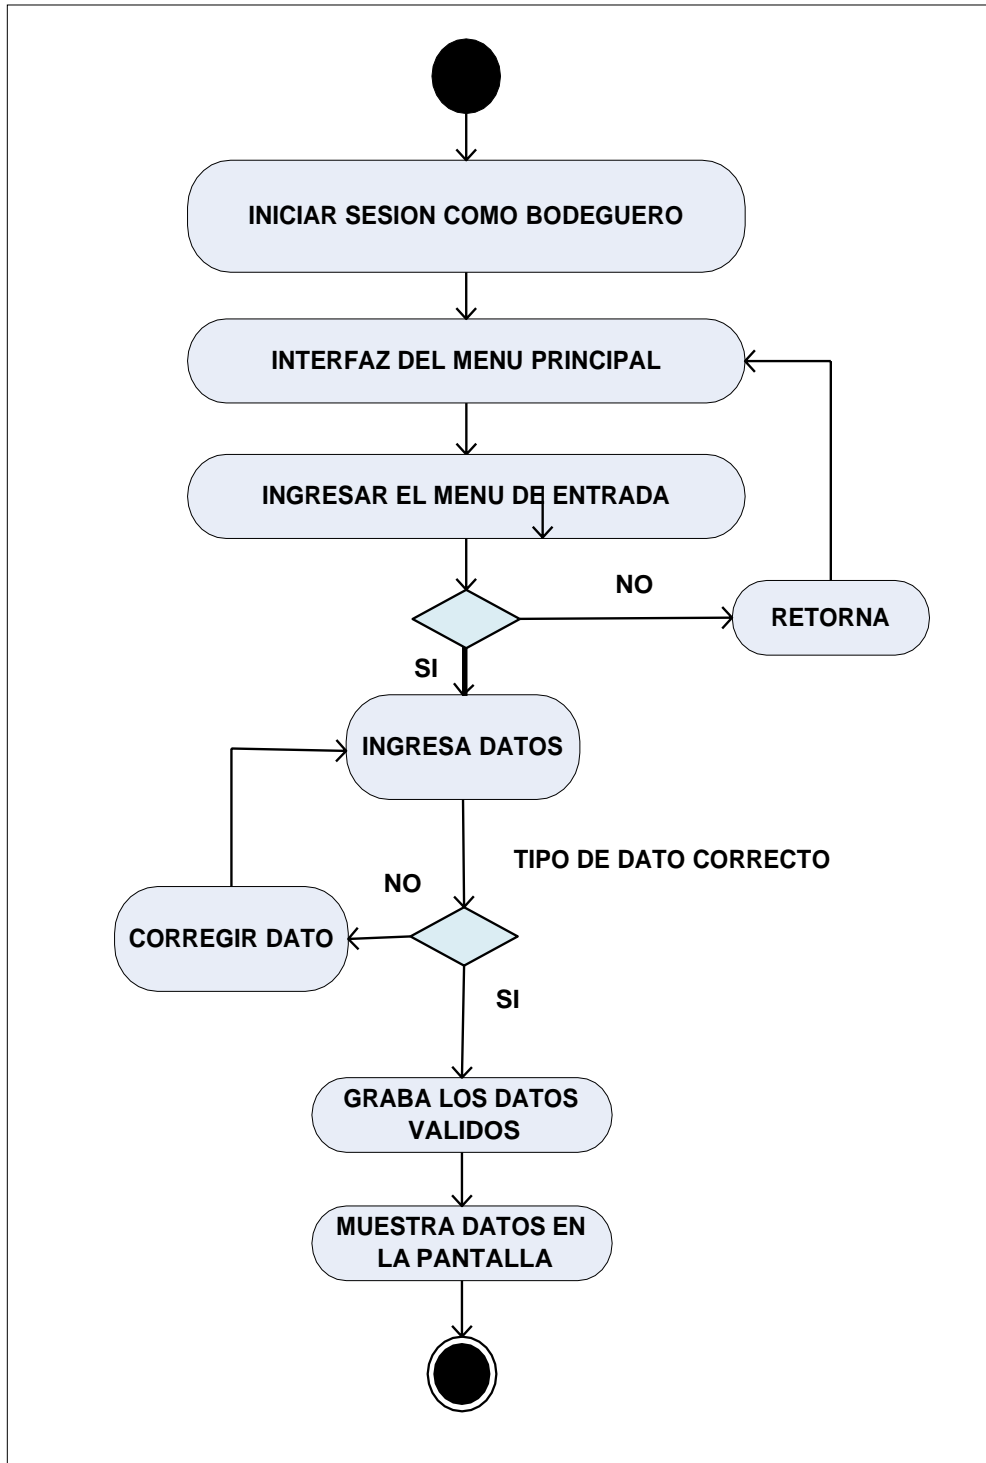 INICIAR SESION COMO BODEGUERO
INTERFAZ DEL MENU PRINCIPAL
INGRESAR EL MENU DE ENTRADA
NO
RETORNA
SI
INGRESA DATOS
TIPO DE DATO CORRECTO
NO
CORREGIR DATO
SI
GRABA LOS DATOS
VALIDOS
MUESTRA DATOS EN
LA PANTALLA